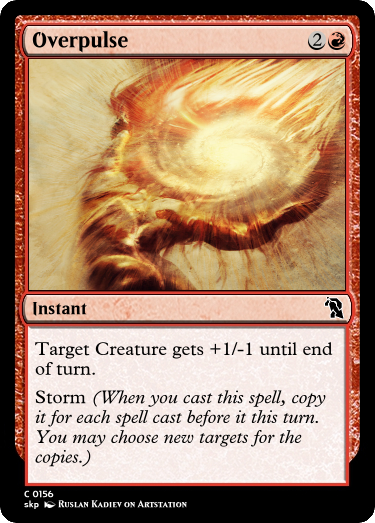 Overpulse 2
Instant
Target Creature gets +1/-1 until end
of turn.
Storm (When you cast this spell, copy
it for each spell cast before it this turn.
You may choose new targets for the
copies.)
C 0156
skp Ruslan Kadiev on Artstation